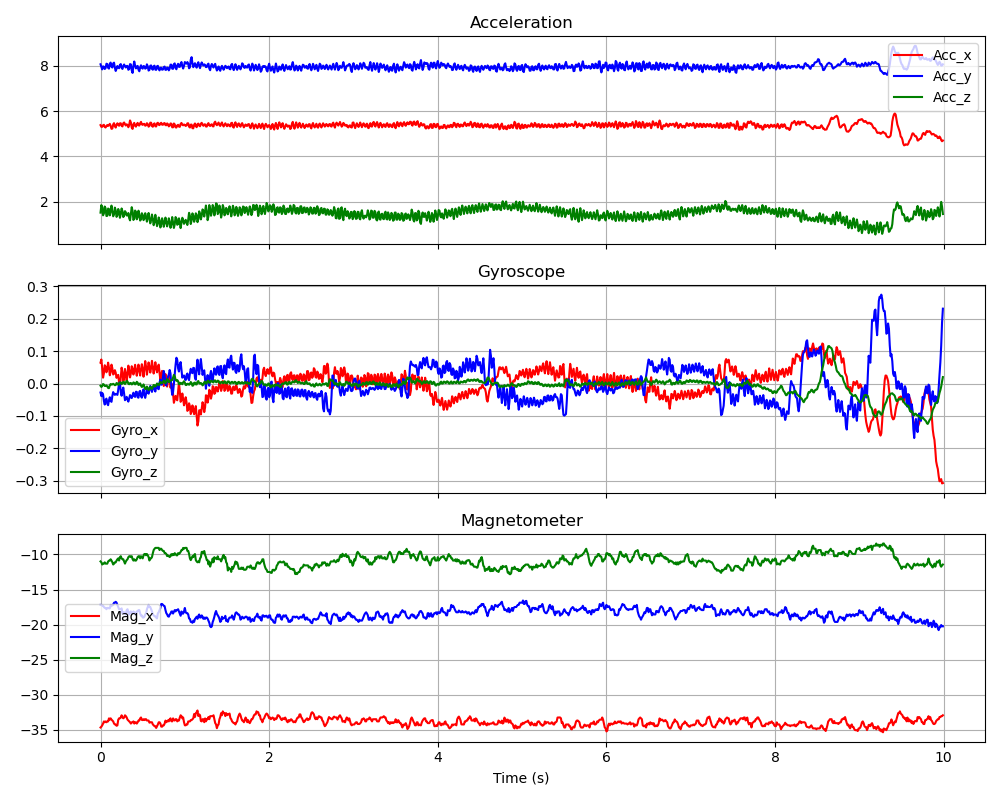 Acceleration
8
6
4
2
Acc_x
Acc_y
Acc_z
Gyroscope
0.3
0.2
0.1
0.0
−0.1
−0.2
−0.3
Gyro_x
Gyro_y
Gyro_z
Magnetometer
−10
−15
−20
−25
−30
−35
Mag_x
Mag_y
Mag_z
0 2 4 6 8 10
Time (s)